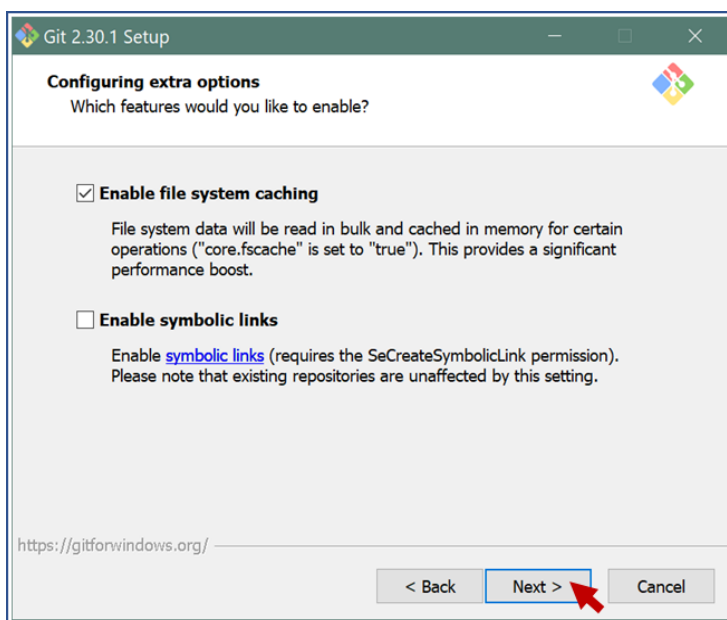 Git 2.30.1 Setup
Configuring extra options
Which features would you like to enable?
Enable file system caching
File system data will be read in bulk and cached in memory for certain
operations ("core.fscache" is set to "true"). This provides a significant
performance boost.
Enable symbolic links
Enable symbolic links (requires the SeCreateSymbolicLink permission).
Please note that existing repositories are unaffected by this setting.
https://gitforwindows.org/
< Back Next > Cancel